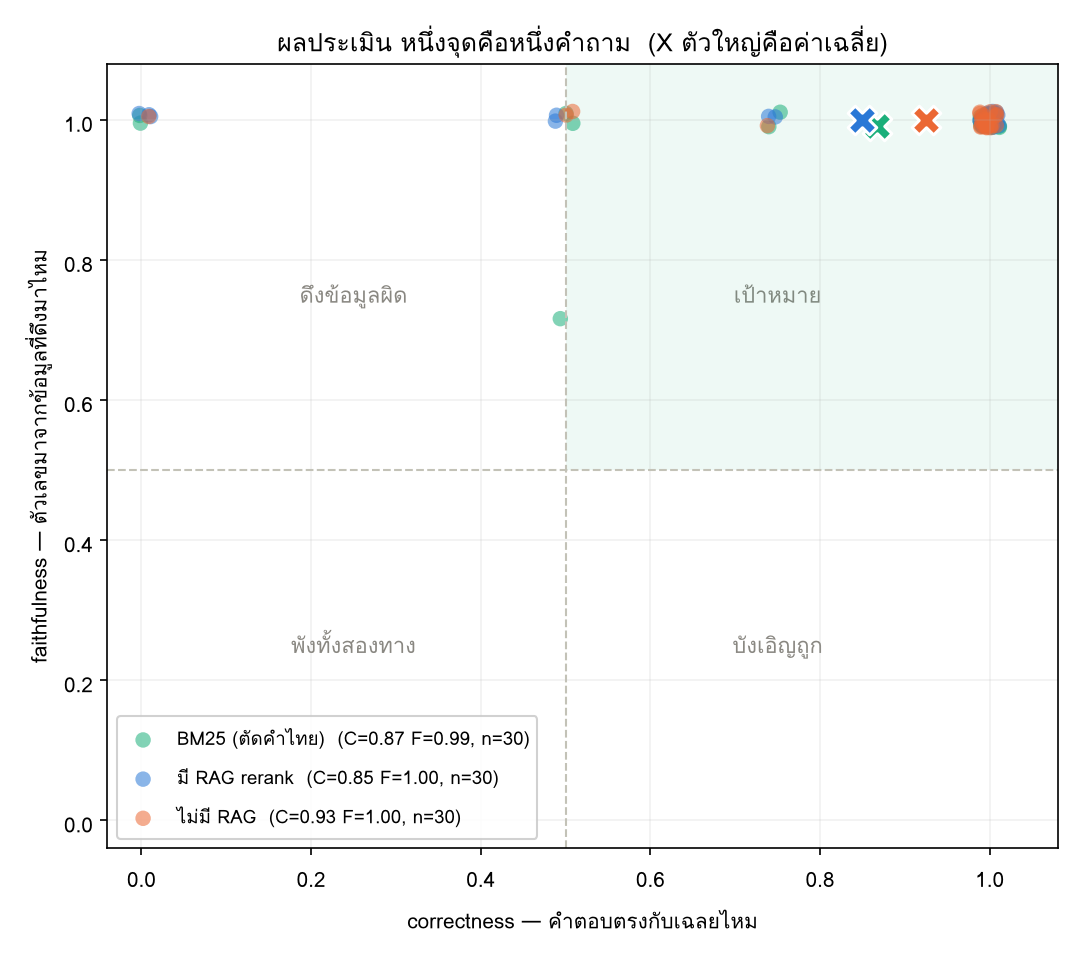 ผลประเมิน หนึ่งจุดคือหนึ่งคำถาม (X ตัวใหญ่คือค่าเฉลี่ย)
faithfulness — ตัวเลขมาจากข้อมูลที่ดึงมาไหม
1.0
0.8
0.6
0.4
0.2
0.0
ดึงข้อมูลผิด
เป้าหมาย
พังทั้งสองทาง
บังเอิญถูก
BM25 (ตัดคำไทย) (C=0.87 F=0.99, n=30)
มี RAG rerank (C=0.85 F=1.00, n=30)
ไม่มี RAG (C=0.93 F=1.00, n=30)
0.0 0.2 0.4 0.6 0.8 1.0
correctness — คำตอบตรงกับเฉลยไหม